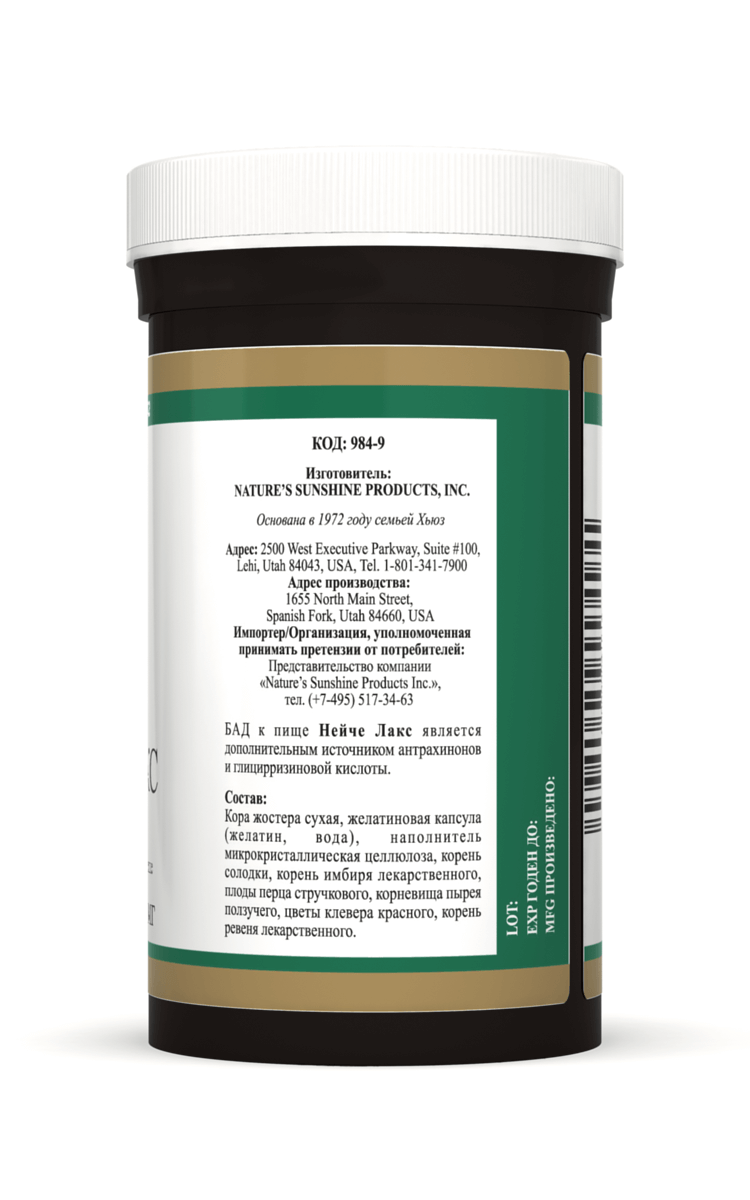 КОД: 984-9
Изготовитель:
NATURE’S SUNSHINE PRODUCTS, INC.
Основана в 1972 году семьей Хьюз
Адрес: 2500 West Executive Parkway, Suite #100,
Lehi, Utah 84043, USA, Tel. 1-801-341-7900
Адрес производства:
1655 North Main Street,
Spanish Fork, Utah 84660, USA
Импортер/Организация, уполномоченная
принимать претензии от потребителей:
Представительство компании
«Nature’s Sunshine Products Inc.»,
тел. (+7-495) 517-34-63
БАД к пище Нейче Лакс является
дополнительным источником антрахинонов
и глицирризиновой кислоты.
Состав:
Кора жостера сухая, желатиновая капсула
(желатин, вода), наполнитель
микрокристаллическая целлюлоза, корень
солодки, корень имбиря лекарственного,
плоды перца стручкового, корневища пырея
ползучего, цветы клевера красного, корень
ревеня лекарственного.
LOT:
EXP ГОДЕН ДО:
MFG ПРОИЗВЕДЕНО: